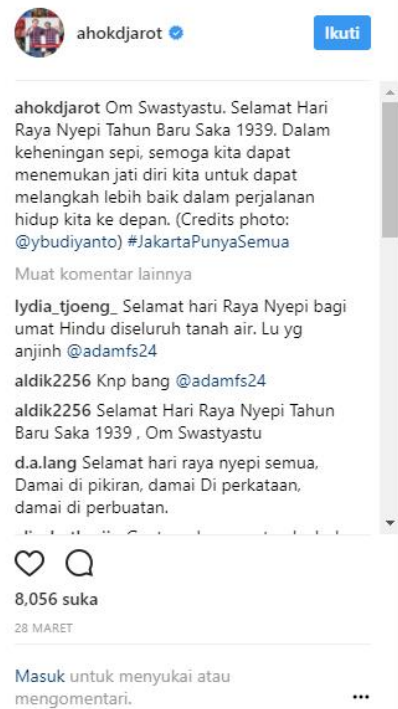 ahokdjarot
Ikuti
ahokdjarot Om Swastyastu. Selamat Hari
Raya Nyepi Tahun Baru Saka 1939. Dalam
keheningan sepi, semoga kita dapat
menemukan jati diri kita untuk dapat
melangkah lebih baik dalam perjalanan
hidup kita ke depan. (Credits photo:
@ybudiyanto) #JakartaPunyaSemua
Muat komentar lainnya
lydia_tjoeng_ Selamat hari Raya Nyepi bagi
umat Hindu diseluruh tanah air. Lu yg
anjinh @adamfs24
aldik2256 Knp bang @adamfs24
aldik2256 Selamat Hari Raya Nyepi Tahun
Baru Saka 1939 , Om Swastyastu
d.a.lang Selamat hari raya nyepi semua,
Damai di pikiran, damai Di perkataan,
damai di perbuatan.
8,056 suka
28 MARET
Masuk untuk menyukai atau
mengomentari.